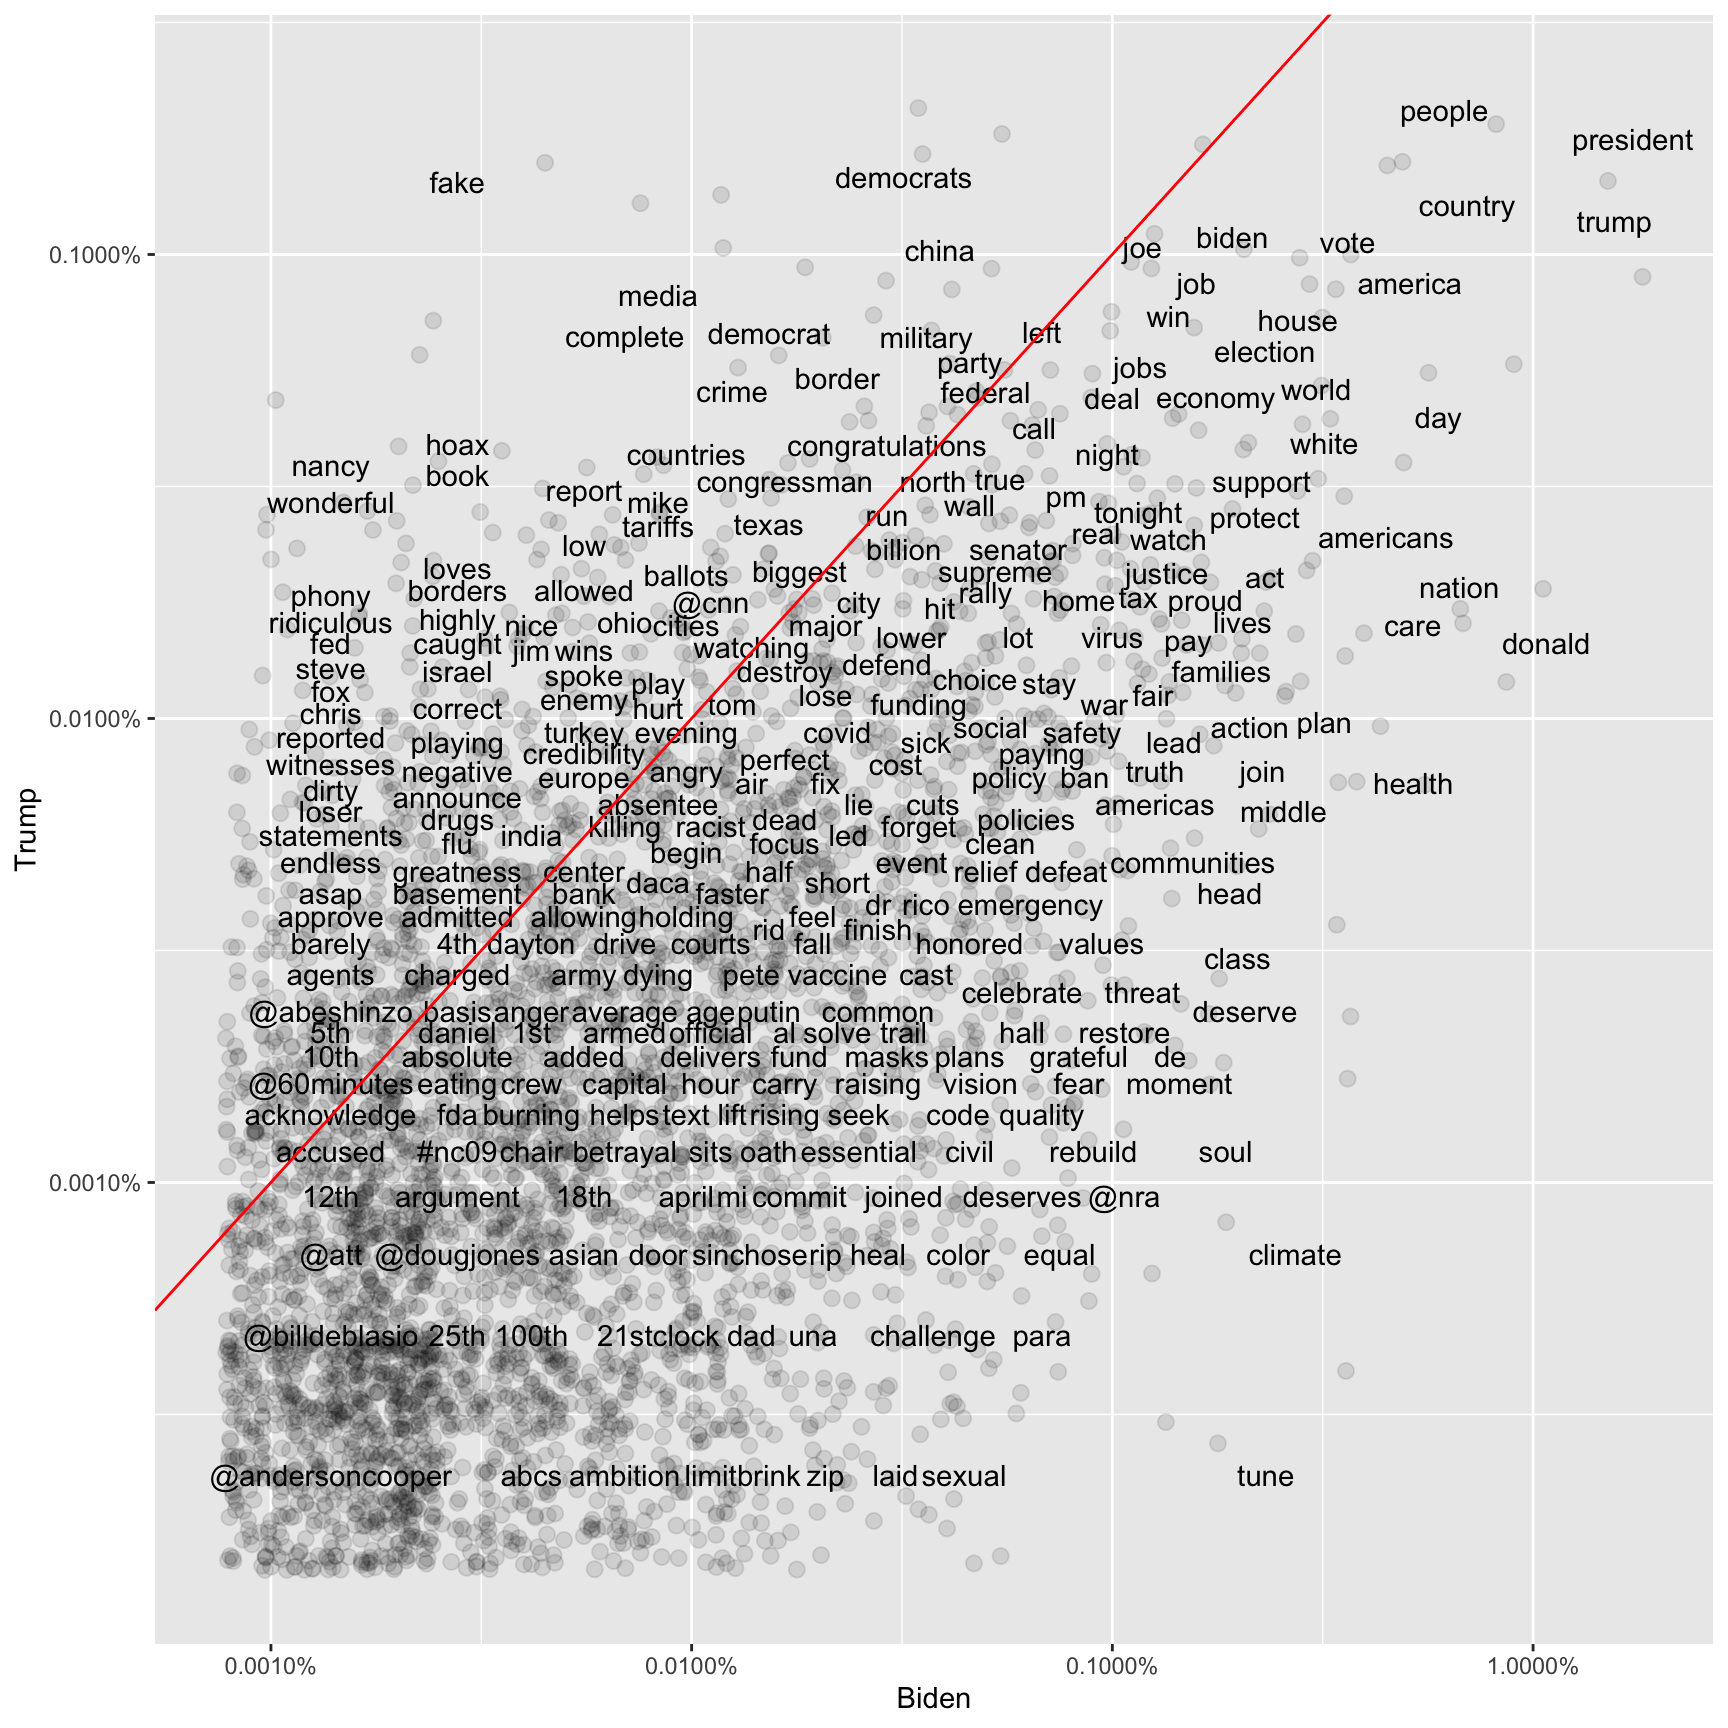 people
president
fake
democrats
country
trump
biden
vote
joe
china
0.1000%
job
america
media
win
house
complete
democrat
military
left
election
party
jobs
border
crime
federal
deal
economy
world
day
call
hoax
congratulations
white
nancy
countries
night
book
congressman
north
true
support
report
wonderful
mike
wall
pm
tonight
tariffs
texas
run
protect
real
watch
americans
low
billion
senator
loves
ballots
biggest
supreme
justice
act
phony
borders
allowed
rally
nation
@cnn
city
hit
home
tax
proud
ridiculous
highly
nice
ohio
cities
major
lives
care
fed
caught
jim
wins
watching
lower
lot
virus
pay
donald
steve
israel
spoke
destroy
defend
families
fox
play
choice
stay
enemy
lose
war
fair
chris
correct
hurt
tom
funding
0.0100%
reported
playing
turkey
evening
covid
sick
social
safety
lead
action
plan
witnesses
negative
credibility
perfect
cost
paying
europe
angry
air
fix
policy
ban
truth
join
health
dirty
announce
absentee
lie
cuts
americas
middle
loser
drugs
killing
racist
dead
forget
policies
statements
flu
india
led
Trump
begin
focus
clean
endless
greatness
center
daca
half
short
event
relief
defeat
communities
asap
basement
bank
faster
head
approve
admitted
allowing
holding
feel
dr
rico
emergency
barely
4th
dayton
drive
courts
rid
fall
finish
honored
values
class
agents
charged
army
dying
pete
vaccine
cast
celebrate
threat
@abeshinzo
basis
anger
average
age
putin
common
deserve
5th
daniel
1st
armed
official
al
solve
trail
hall
restore
10th
absolute
added
delivers
fund
masks
plans
grateful
de
@60minutes
eating
crew
capital
hour
carry
raising
vision
fear
moment
acknowledge
fda
burning
helps
text
lift
rising
seek
code
quality
accused
#nc09
chair
betrayal
sits
oath
essential
civil
rebuild
soul
0.0010%
12th
argument
18th
april
mi
commit
joined
deserves
@nra
@att
@dougjones
asian
door
sin
chose
rip
heal
color
equal
climate
@billdeblasio
25th
100th
21st
clock
dad
una
challenge
para
@andersoncooper
abcs
ambition
limit
brink
zip
laid
sexual
tune
0.0010%
0.0100%
0.1000%
1.0000%
Biden